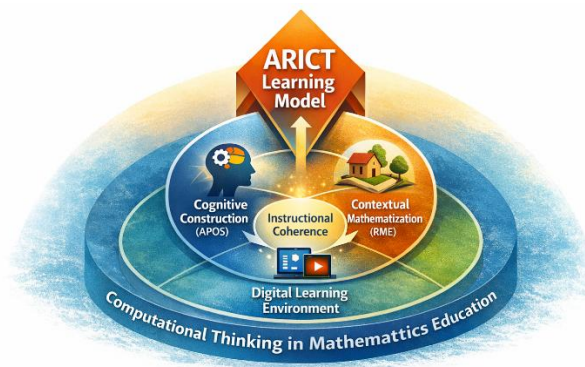 ARICT
Learning
Model
Cognitive
Construction
(APOS)
Contextual
Mathematization
(RME)
Instructional
Coherence
Digital Learning
Environment
Computational Thinking in Mathemattics Education